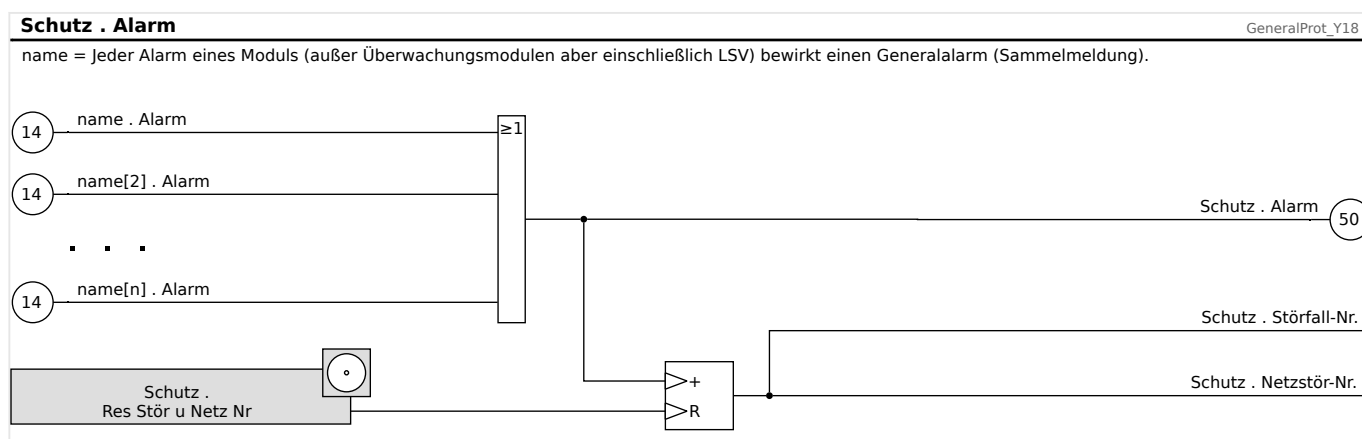 Schutz . Alarm
GeneralProt_Y18
name = Jeder Alarm eines Moduls (außer Überwachungsmodulen aber einschließlich LSV) bewirkt einen Generalalarm (Sammelmeldung).
14
name . Alarm
≥1
14
name[2] . Alarm
Schutz . Alarm
50
. . .
14
name[n] . Alarm
Schutz . Störfall-Nr.
+
Schutz . Netzstör-Nr.
Schutz .
Res Stör u Netz Nr
R